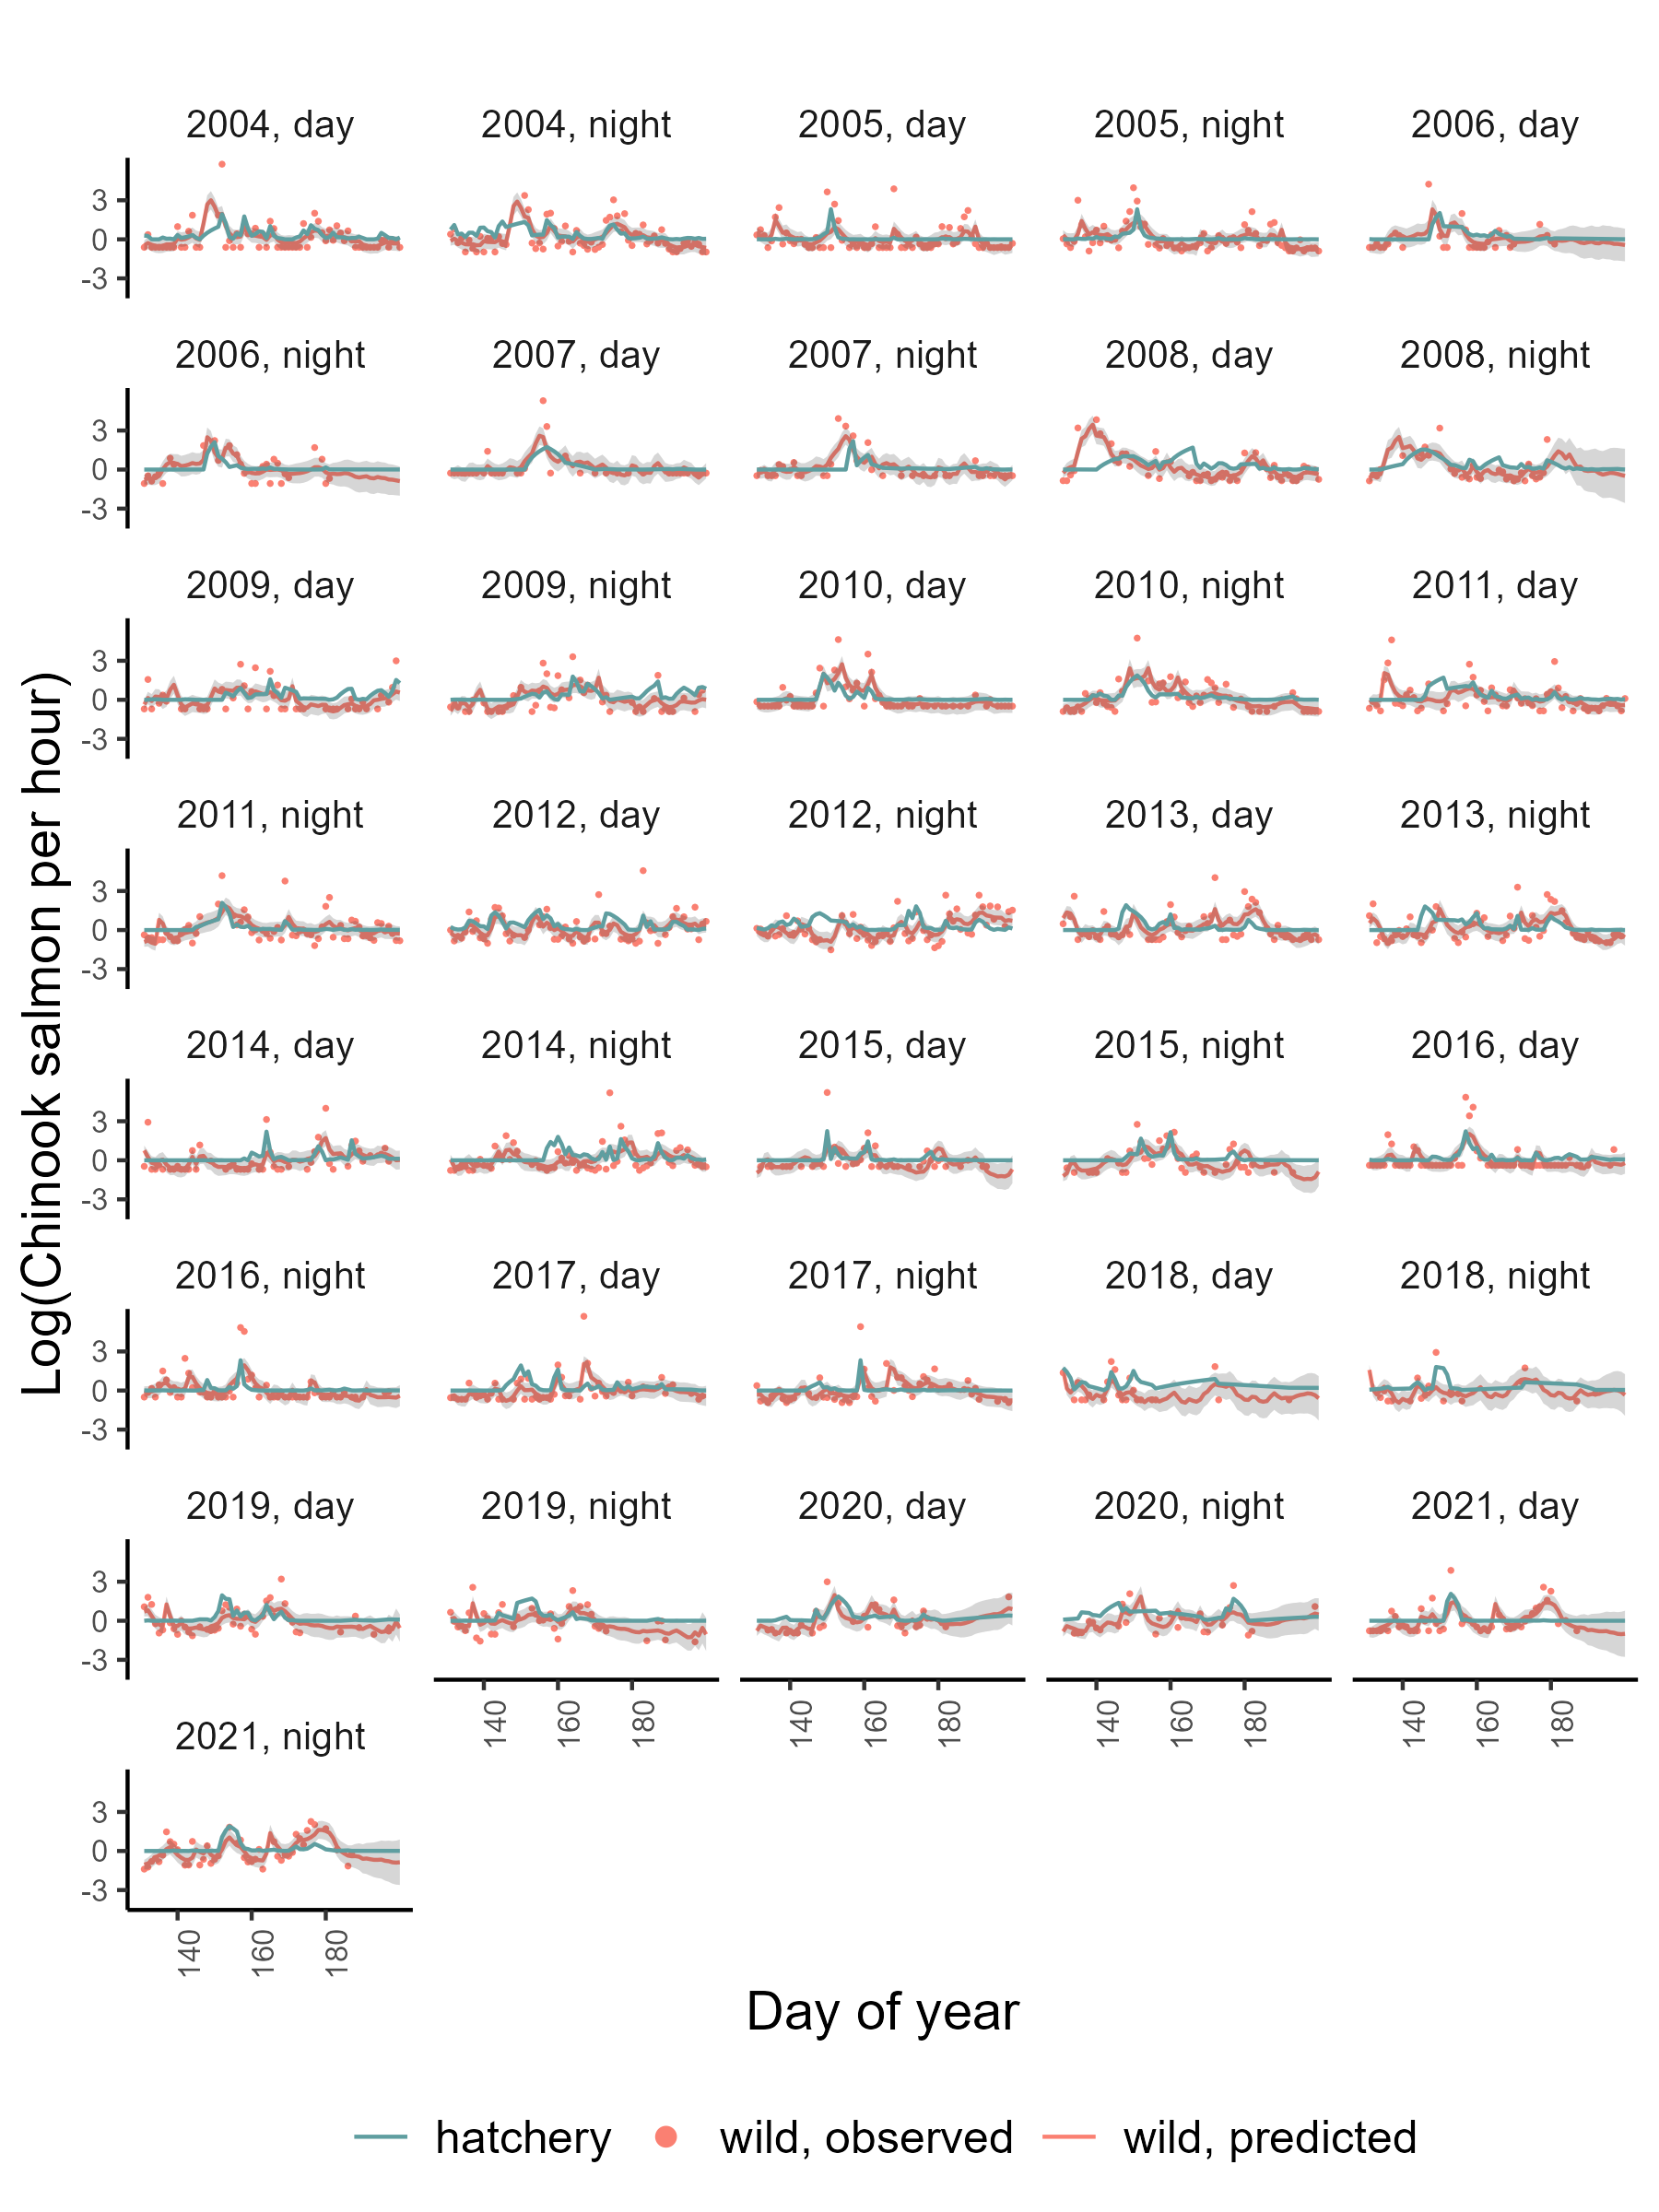 2004, day 2004, night 2005, day 2005, night 2006, day
3
0
-3
2006, night 2007, day 2007, night 2008, day 2008, night
3
0
-3
2009, day 2009, night 2010, day 2010, night 2011, day
3
0
-3
2011, night 2012, day 2012, night 2013, day 2013, night
3
0
-3
2014, day 2014, night 2015, day 2015, night 2016, day
3
0
-3
2016, night 2017, day 2017, night 2018, day 2018, night
3
0
-3
2019, day 2019, night 2020, day 2020, night 2021, day
3
0
-3
140 160 180 140 160 180 140 160 180 140 160 180
2021, night
3
0
-3
140 160 180
Log(Chinook salmon per hour)
Day of year
hatchery wild, observed wild, predicted